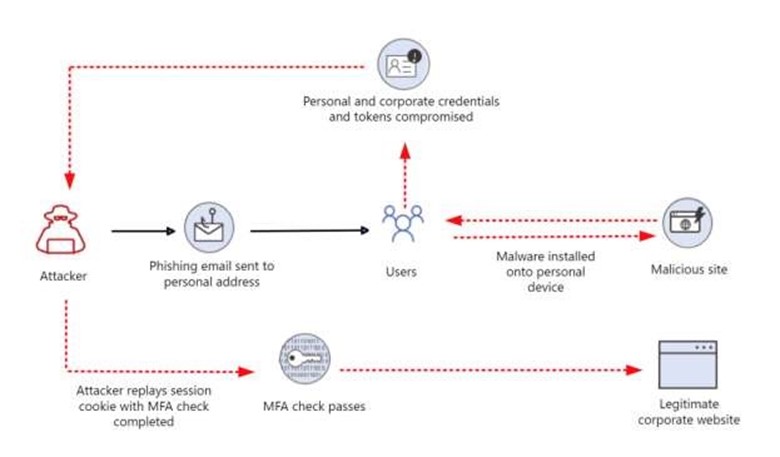 Personal and corporate credentials
and tokens compromised
Attacker
Phishing email sent to
personal address
Users
Malware installed
onto personal
device
Malicious site
Attacker replays session
cookie with MFA check
completed
MFA check passes
Legitimate
corporate website